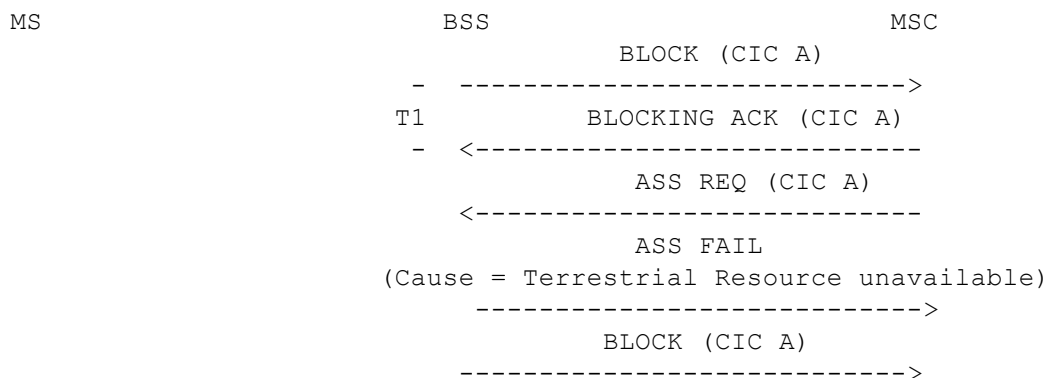 MS BSS MSC
BLOCK (CIC A)
- ---------------------------->
T1 BLOCKING ACK (CIC A)
- <----------------------------
ASS REQ (CIC A)
<-----------------------------
ASS FAIL
(Cause = Terrestrial Resource unavailable)
---------------------------->
BLOCK (CIC A)
---------------------------->